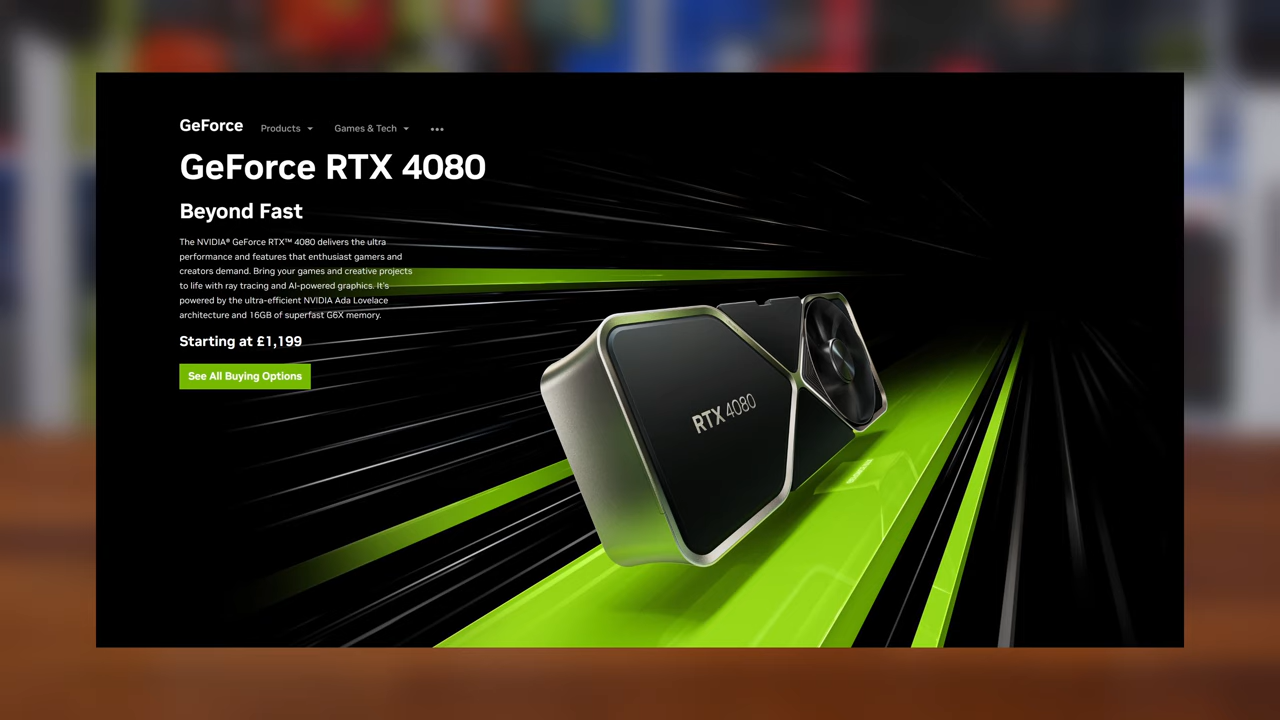 GeForce Products Games & Tech •••
GeForce RTX 4080
Beyond Fast
The NVIDIA® GeForce RTX™ 4080 delivers the ultra
performance and features that enthusiast gamers and
creators demand. Bring your games and creative projects
to life with ray tracing and AI-powered graphics. It's
powered by the ultra-efficient NVIDIA Ada Lovelace
architecture and 16GB of superfast G6X memory.
Starting at £1,199
See All Buying Options
RTX 4080